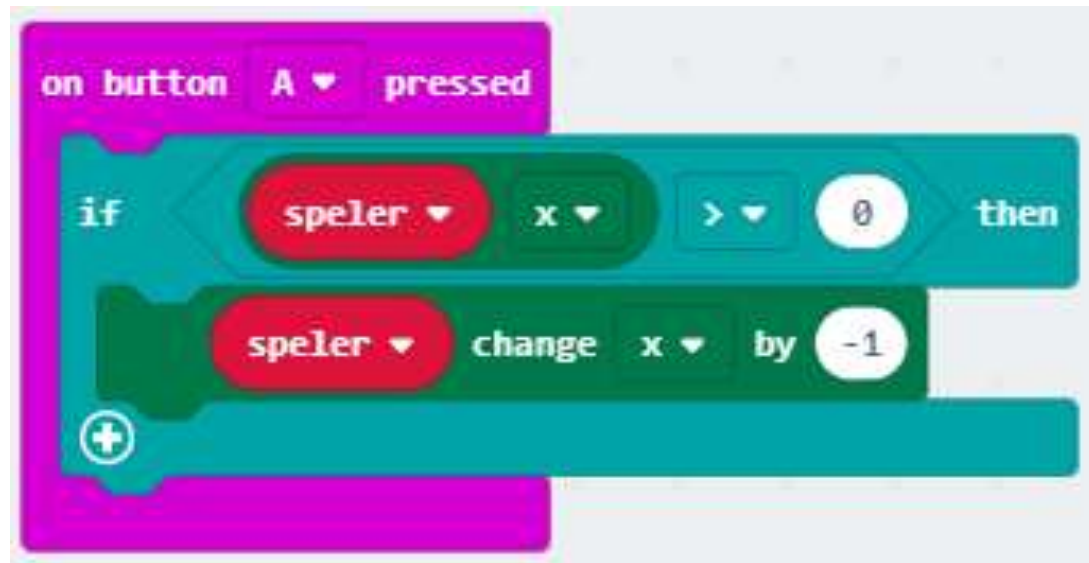 on button A pressed
if speler x > 0 then
speler change x by -1